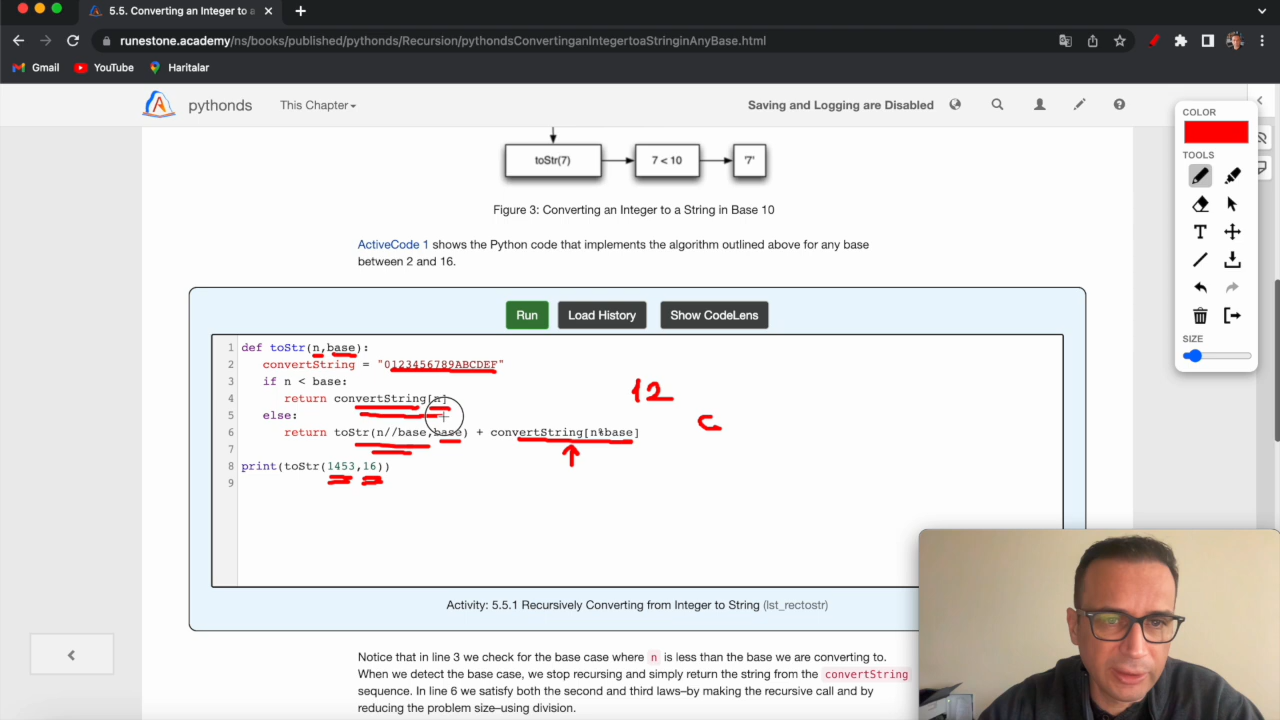 5.5. Converting an Integer to a
runestone.academy/ns/books/published/pythonds/Recursion/pythondsConvertinganIntegertoaStringinAnyBase.html
Gmail YouTube Haritalar
pythonds This Chapter Saving and Logging are Disabled
COLOR
TOOLS
T
SIZE
toStr(7) 7 < 10 '7'
Figure 3: Converting an Integer to a String in Base 10
ActiveCode 1 shows the Python code that implements the algorithm outlined above for any base
between 2 and 16.
Run Load History Show CodeLens
1 def toStr(n,base):
2 convertString = "0123456789ABCDEF"
3 if n < base:
4 return convertString[n]
5 else:
6 return toStr(n//base,base) + convertString[n%base]
7
8 print(toStr(1453,16))
9
12
C
Activity: 5.5.1 Recursively Converting from Integer to String (lst_rectostr)
Notice that in line 3 we check for the base case where n is less than the base we are converting to.
When we detect the base case, we stop recursing and simply return the string from the convertString
sequence. In line 6 we satisfy both the second and third laws–by making the recursive call and by
reducing the problem size–using division.